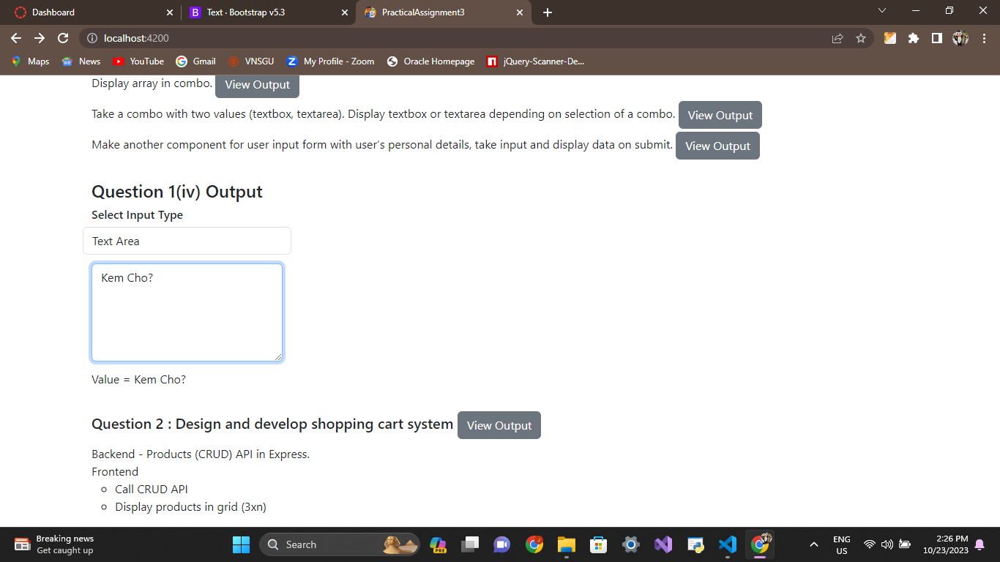 Dashboard
Text · Bootstrap v5.3
PracticalAssignment3
localhost:4200
Maps
News
YouTube
Gmail
VNSGU
My Profile - Zoom
Oracle Homepage
jQuery-Scanner-De...
Display array in combo. View Output
Take a combo with two values (textbox, textarea). Display textbox or textarea depending on selection of a combo. View Output
Make another component for user input form with user’s personal details, take input and display data on submit. View Output
Question 1(iv) Output
Select Input Type
Text Area
Kem Cho?
Value = Kem Cho?
Question 2 : Design and develop shopping cart system View Output
Backend - Products (CRUD) API in Express.
Frontend
Call CRUD API
Display products in grid (3xn)
Breaking news
Get caught up
Search
PRE
ENG
US
2:26 PM
10/23/2023